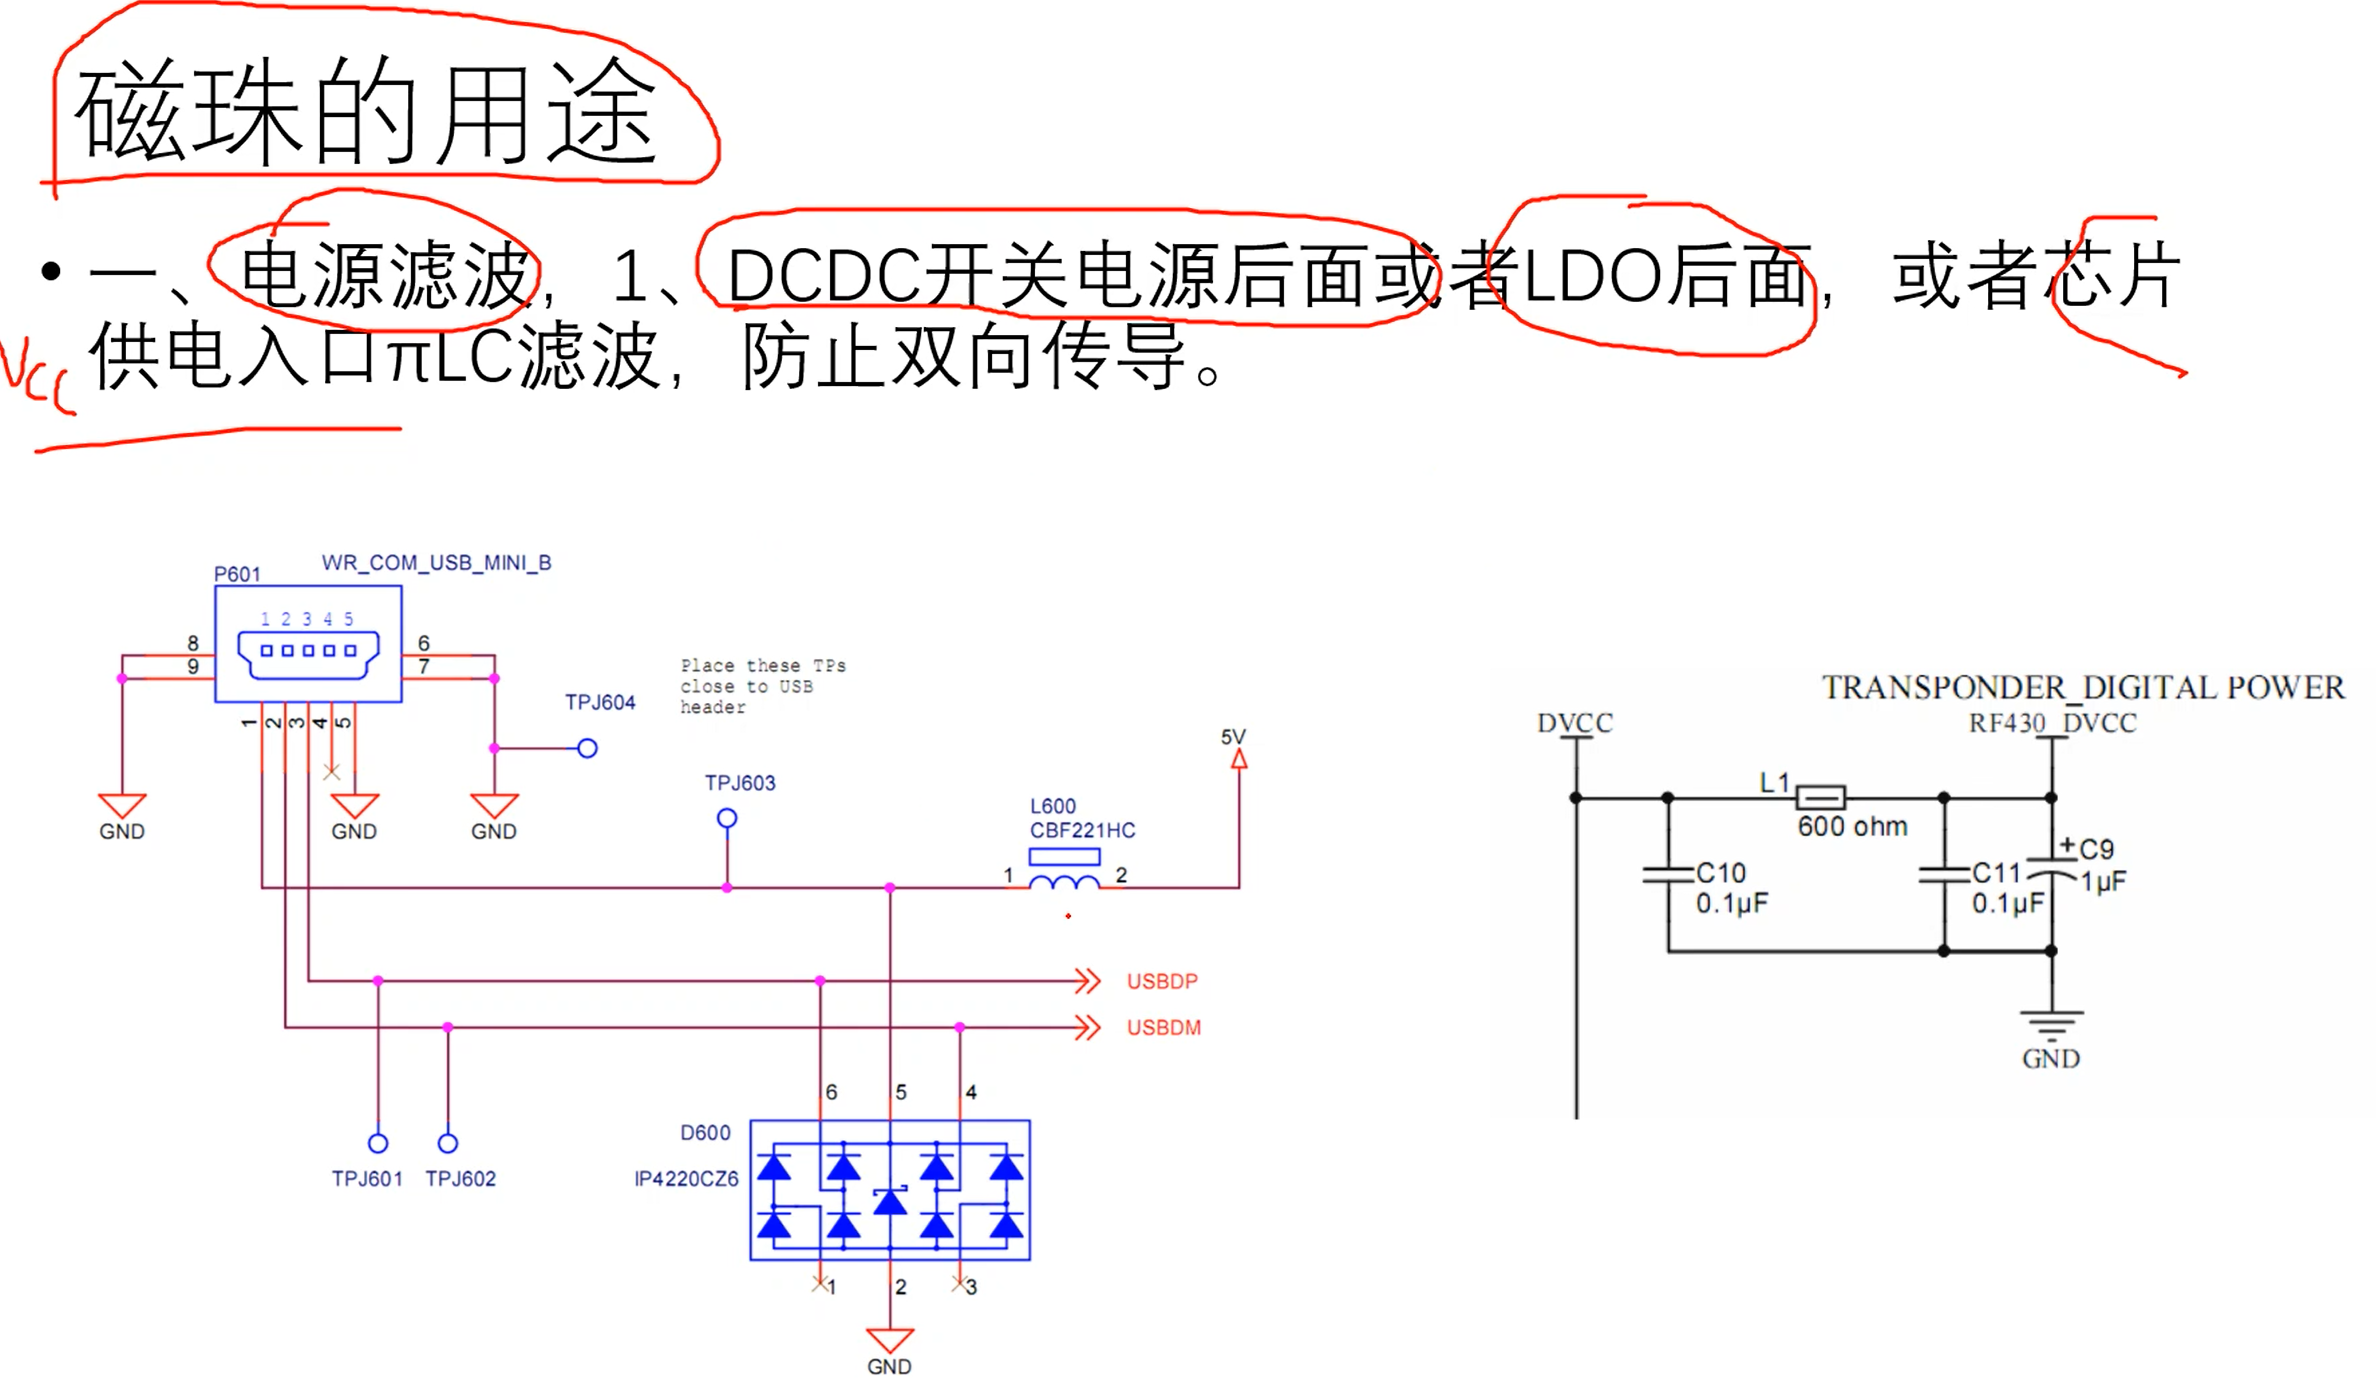 磁珠的用途
• 一、电源滤波，1、DCDC开关电源后面或者LDO后面，或者芯片
供电入口πLC滤波，防止双向传导。
Vcc
P601
WR_COM_USB_MINI_B
1 2 3 4 5
8
9
6
7
1
2
3
4
5
GND
GND
GND
TPJ604
Place these TPs
close to USB
header
TPJ603
5V
L600
CBF221HC
1
2
USBDP
USBDM
TPJ601
TPJ602
6
5
4
D600
IP4220CZ6
1
2
3
GND
TRANSPONDER_DIGITAL POWER
DVCC
RF430_DVCC
L1
600 ohm
C10
0.1µF
C11
0.1µF
+
C9
1µF
GND